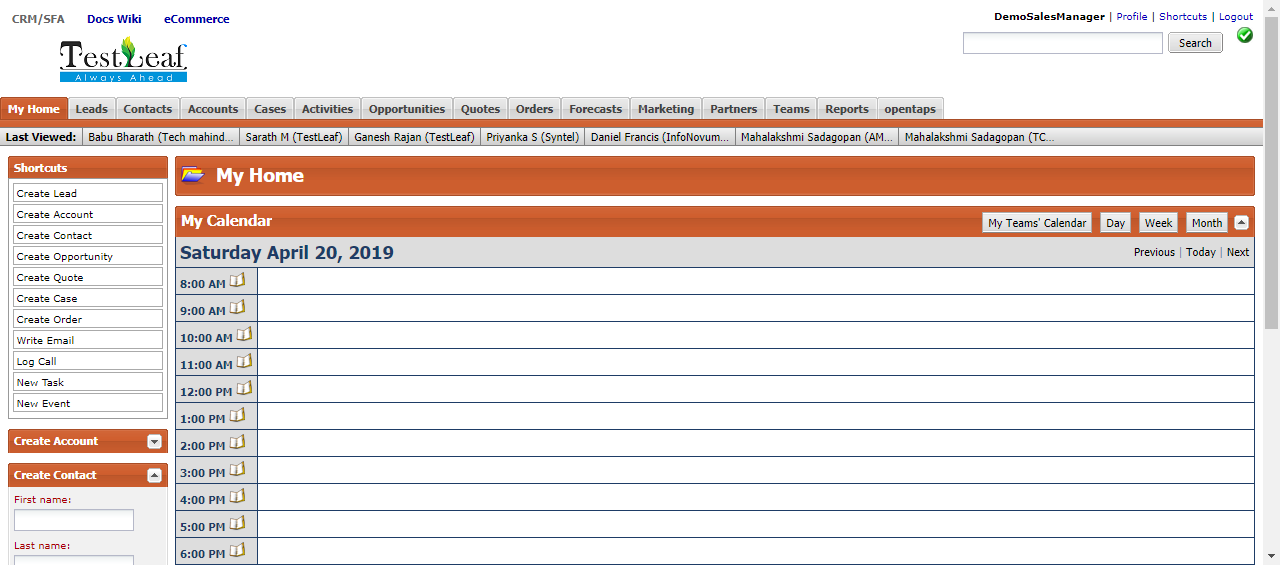 CRM/SFA Docs Wiki eCommerce
DemoSalesManager | Profile | Shortcuts | Logout
TestLeaf
Always Ahead
Search
My Home Leads Contacts Accounts Cases Activities Opportunities Quotes Orders Forecasts Marketing Partners Teams Reports opentaps
Last Viewed: Babu Bharath (Tech mahind... Sarath M (TestLeaf) Ganesh Rajan (TestLeaf) Priyanka S (Syntel) Daniel Francis (InfoNovum... Mahalakshmi Sadagopan (AM... Mahalakshmi Sadagopan (TC...
Shortcuts
Create Lead
Create Account
Create Contact
Create Opportunity
Create Quote
Create Case
Create Order
Write Email
Log Call
New Task
New Event
Create Account
Create Contact
First name:
Last name:
My Home
My Calendar
My Teams' Calendar Day Week Month
Saturday April 20, 2019
Previous | Today | Next
8:00 AM
9:00 AM
10:00 AM
11:00 AM
12:00 PM
1:00 PM
2:00 PM
3:00 PM
4:00 PM
5:00 PM
6:00 PM